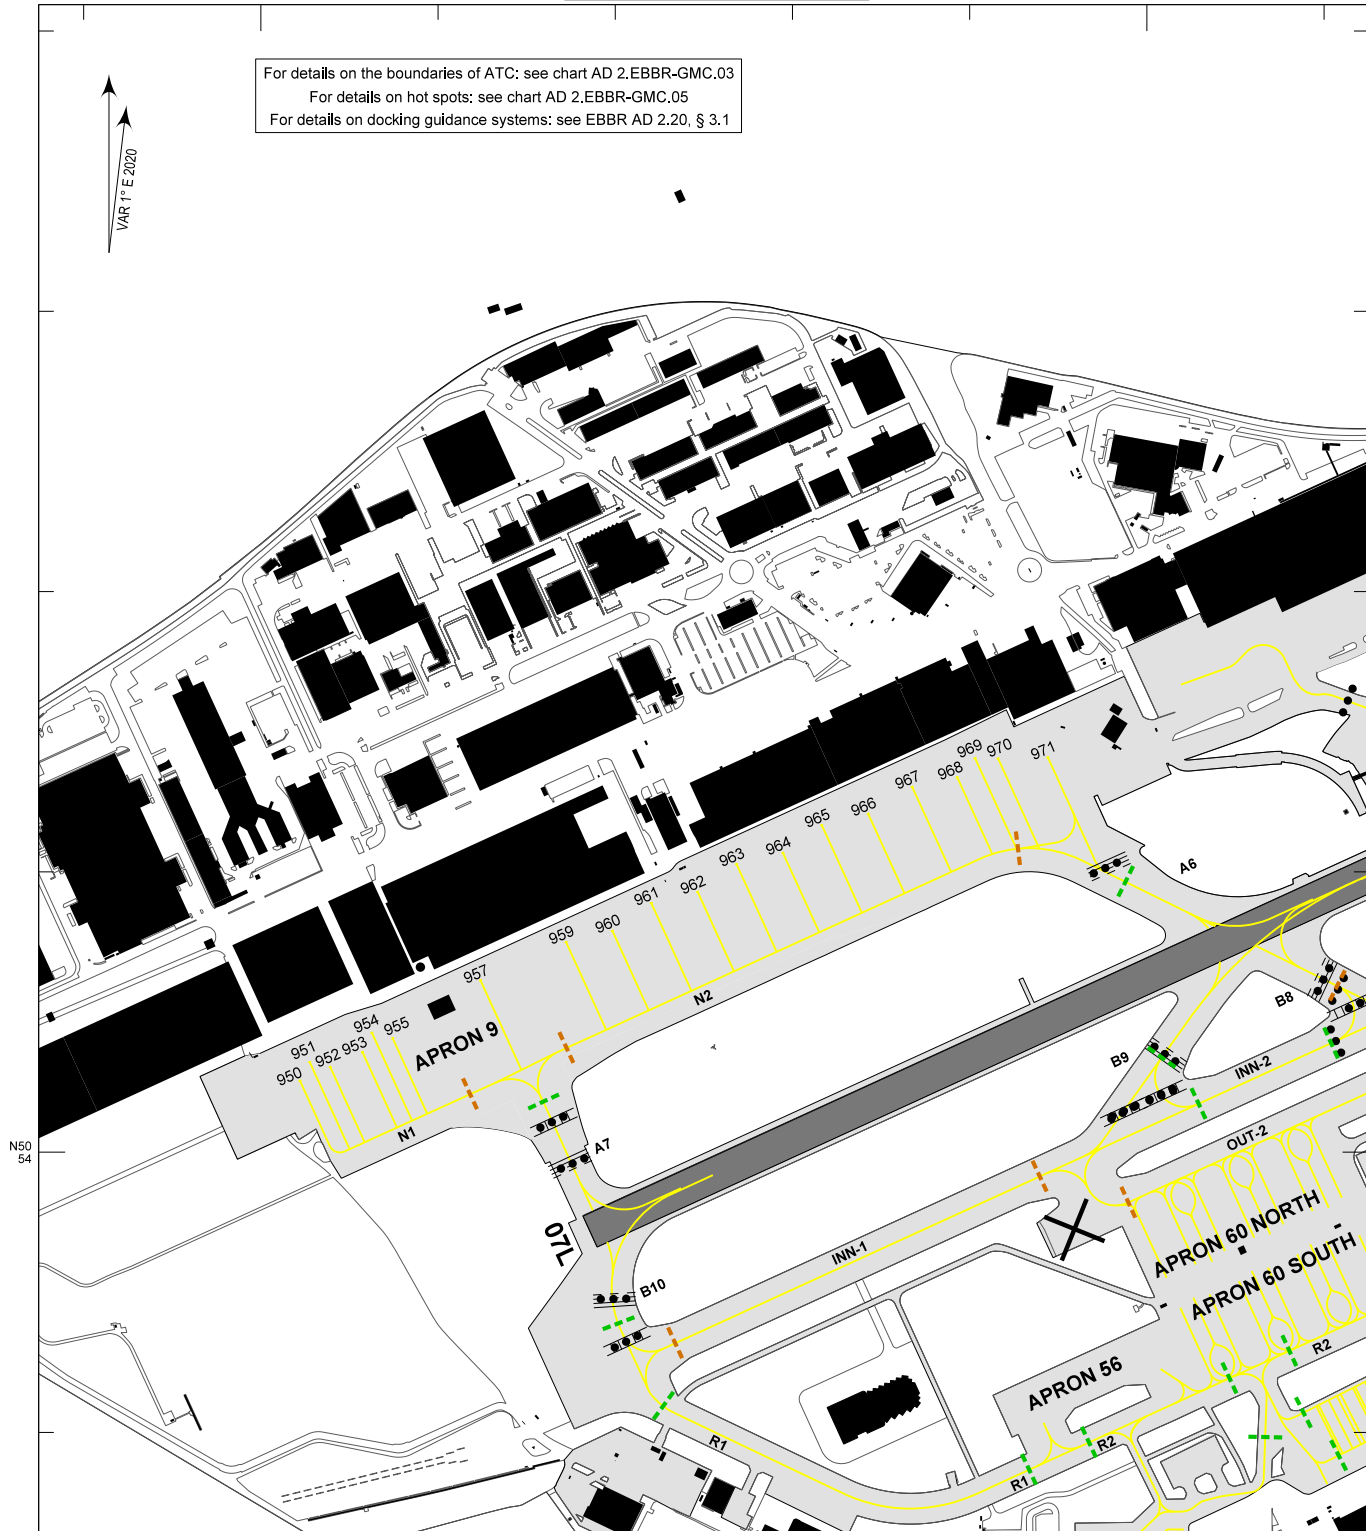 For details on the boundaries of ATC: see chart AD 2.EBBR-GMC.03
For details on hot spots: see chart AD 2.EBBR-GMC.05
For details on docking guidance systems: see EBBR AD 2.20, § 3.1
VAR 1° E 2020
971
970
969
968
967
966
965
964
963
962
961
960
959
957
955
954
953
952
951
950
APRON 9
N2
N1
A6
A7
B8
B9
INN-2
OUT-2
N50
54
07L
B10
INN-1
APRON 60 NORTH
APRON 60 SOUTH
APRON 56
R2
R2
R1
R1